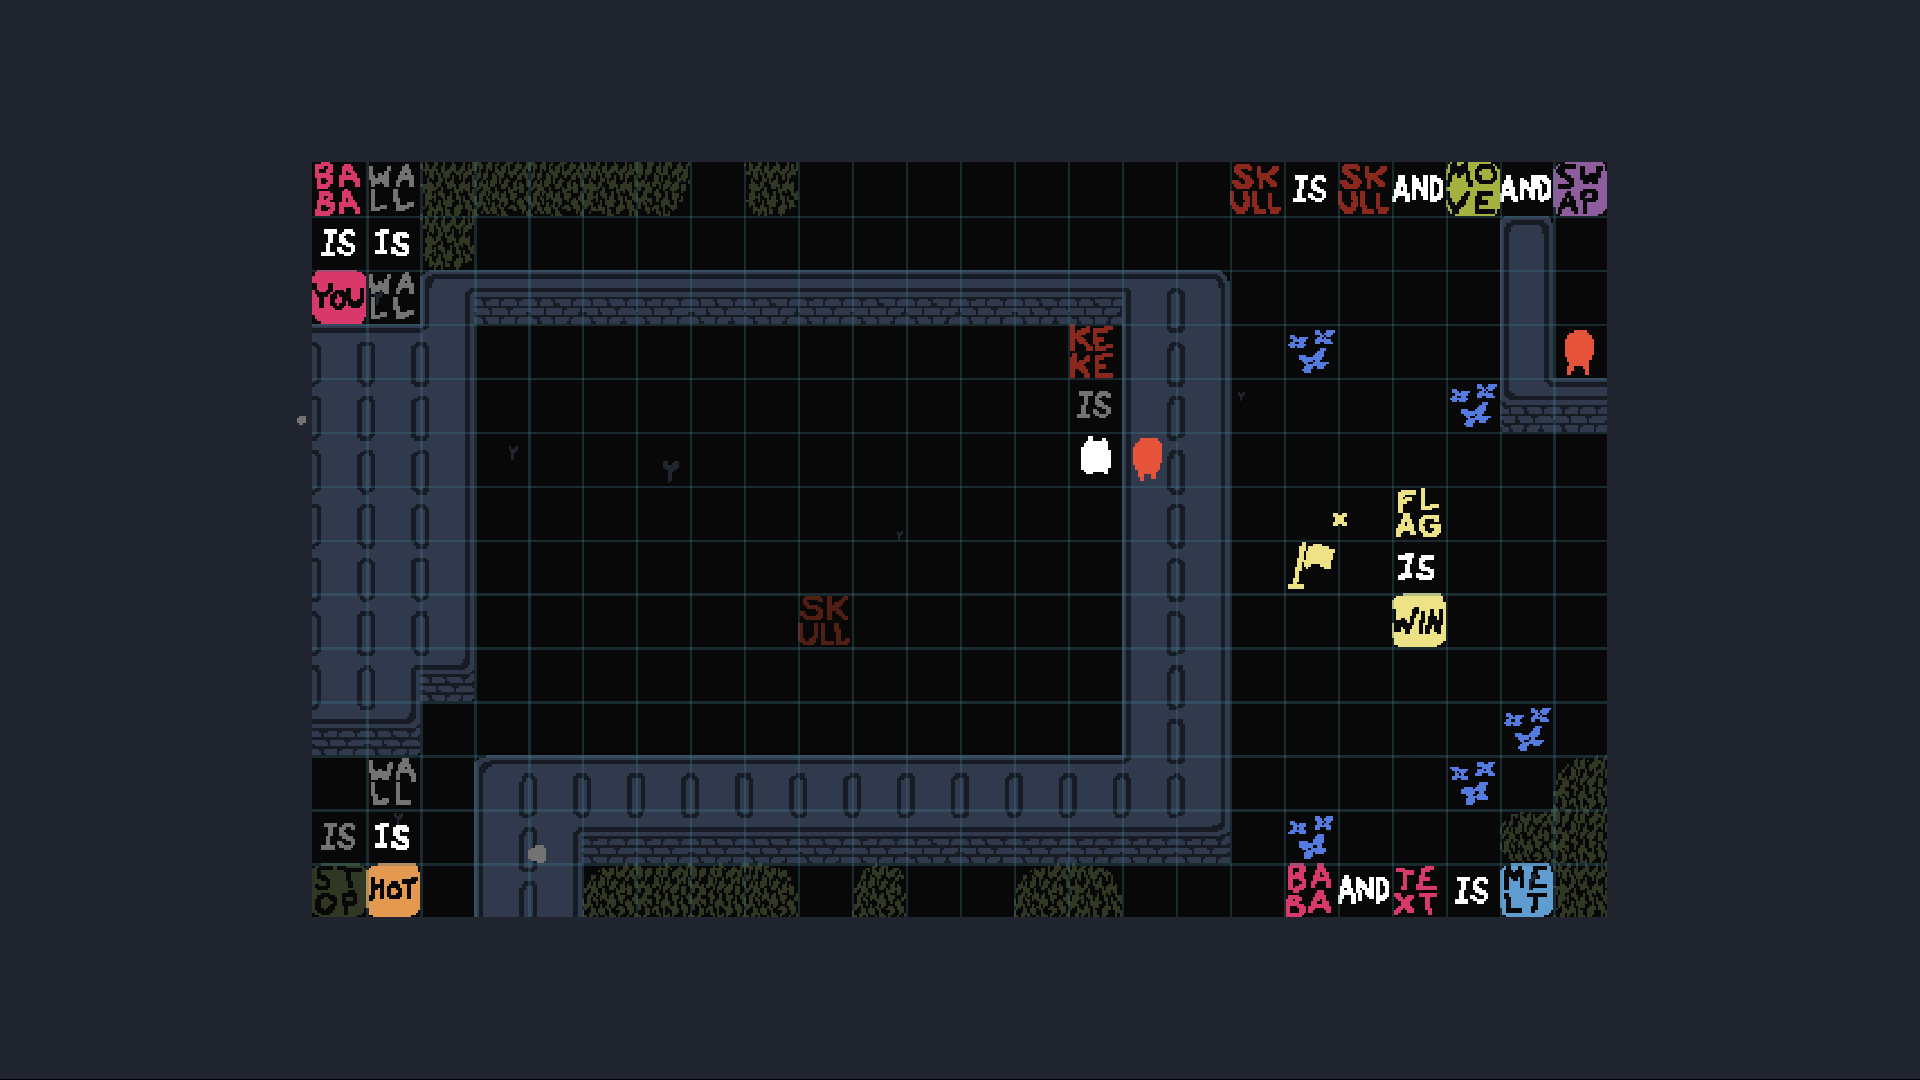 BABA WALL SKULL IS SKULL AND MOVE AND SWAP
IS IS
YOU WALL
KEKE
IS
FLAG
IS
SKULL WIN
WALL
IS IS
STOP HOT BABA AND TEXT IS MELT